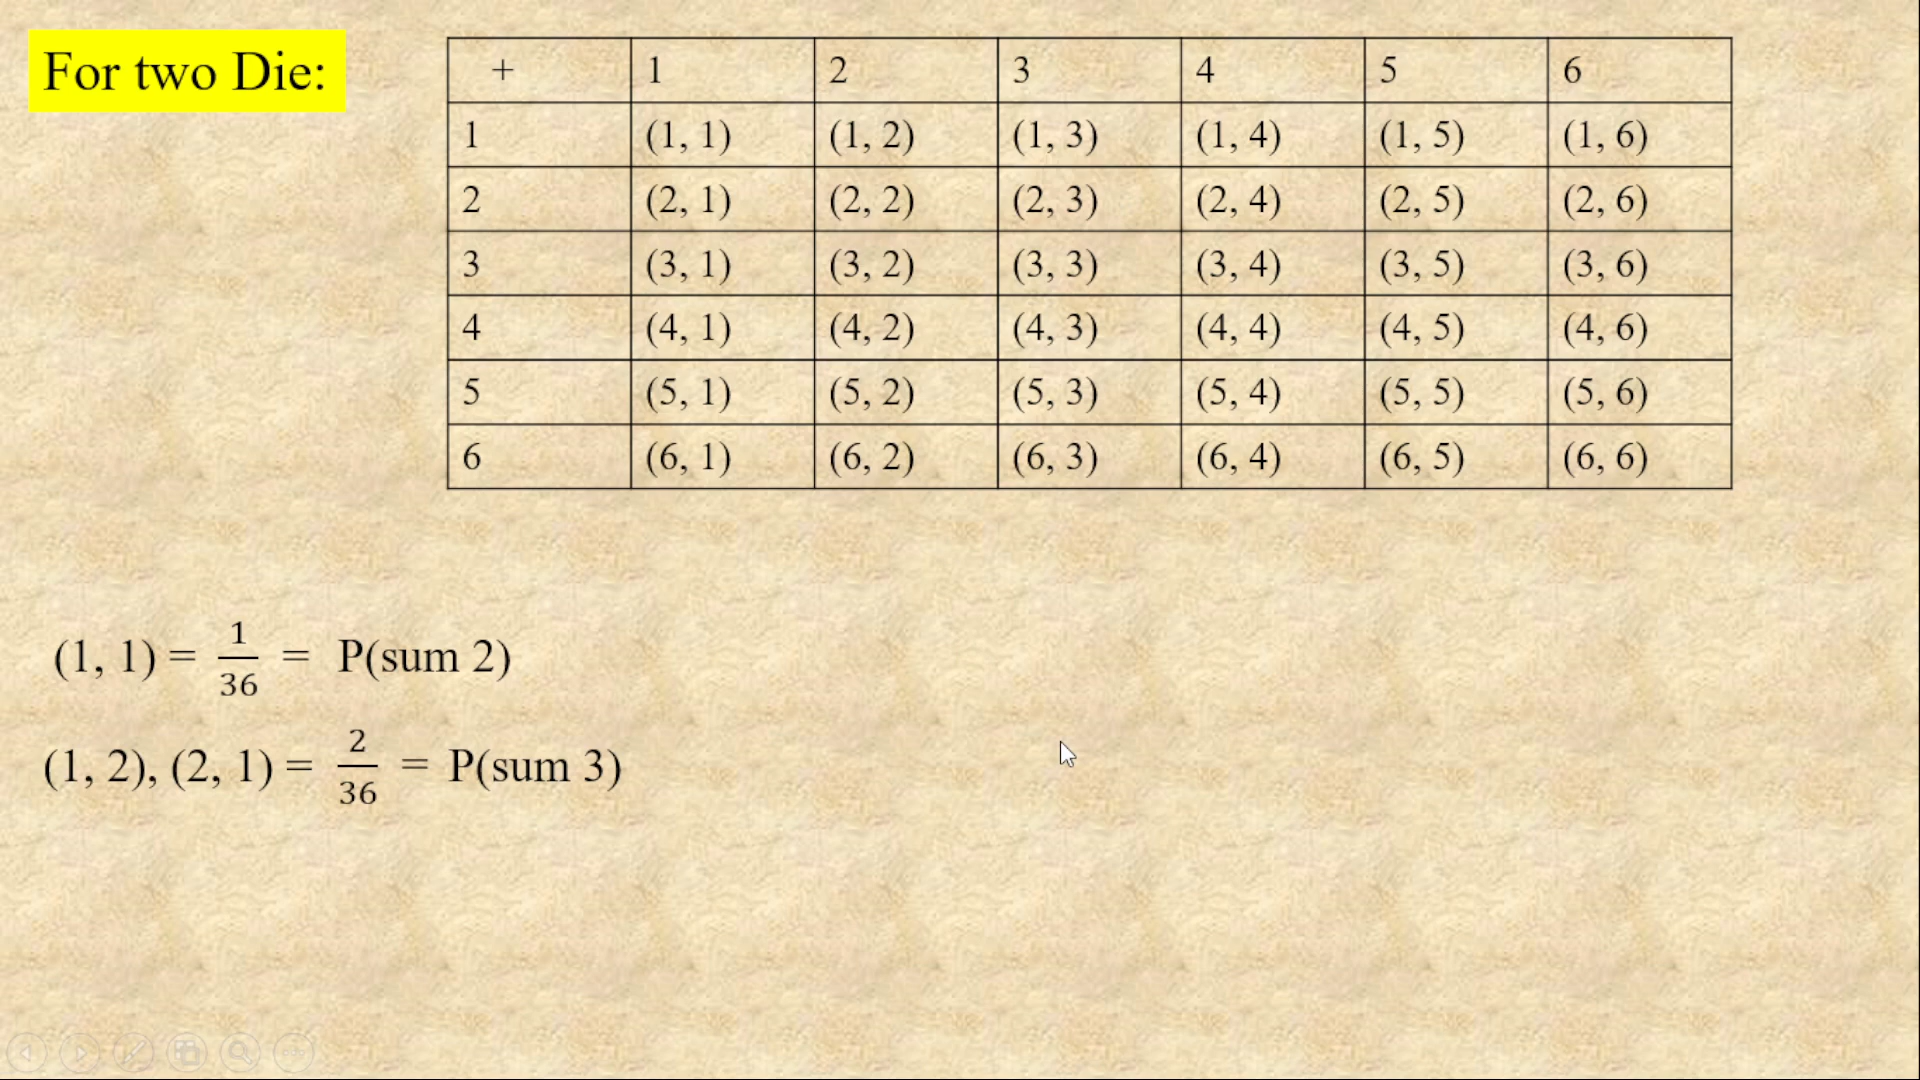 For two Die:
+ 1 2 3 4 5 6
1 (1, 1) (1, 2) (1, 3) (1, 4) (1, 5) (1, 6)
2 (2, 1) (2, 2) (2, 3) (2, 4) (2, 5) (2, 6)
3 (3, 1) (3, 2) (3, 3) (3, 4) (3, 5) (3, 6)
4 (4, 1) (4, 2) (4, 3) (4, 4) (4, 5) (4, 6)
5 (5, 1) (5, 2) (5, 3) (5, 4) (5, 5) (5, 6)
6 (6, 1) (6, 2) (6, 3) (6, 4) (6, 5) (6, 6)
(1, 1) = 1/36 = P(sum 2)
(1, 2), (2, 1) = 2/36 = P(sum 3)